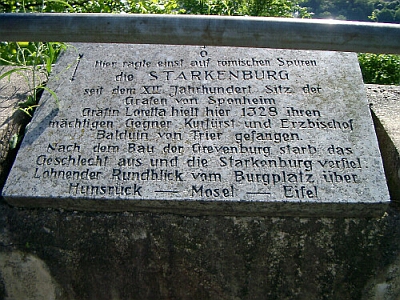 Hier ragte einst auf römischen Spuren
die STARKENBURG
seit dem XII. Jahrhundert Sitz der
Grafen von Sponheim
Gräfin Loretta hielt hier 1328 ihren
mächtigen Gegner Kurfürst und Erzbischof
Balduin von Trier gefangen.
Nach dem Bau der Grevenburg starb das
Geschlecht aus und die Starkenburg verfiel.
Lohnender Rundblick vom Burgplatz über
Hunsrück — Mosel — Eifel